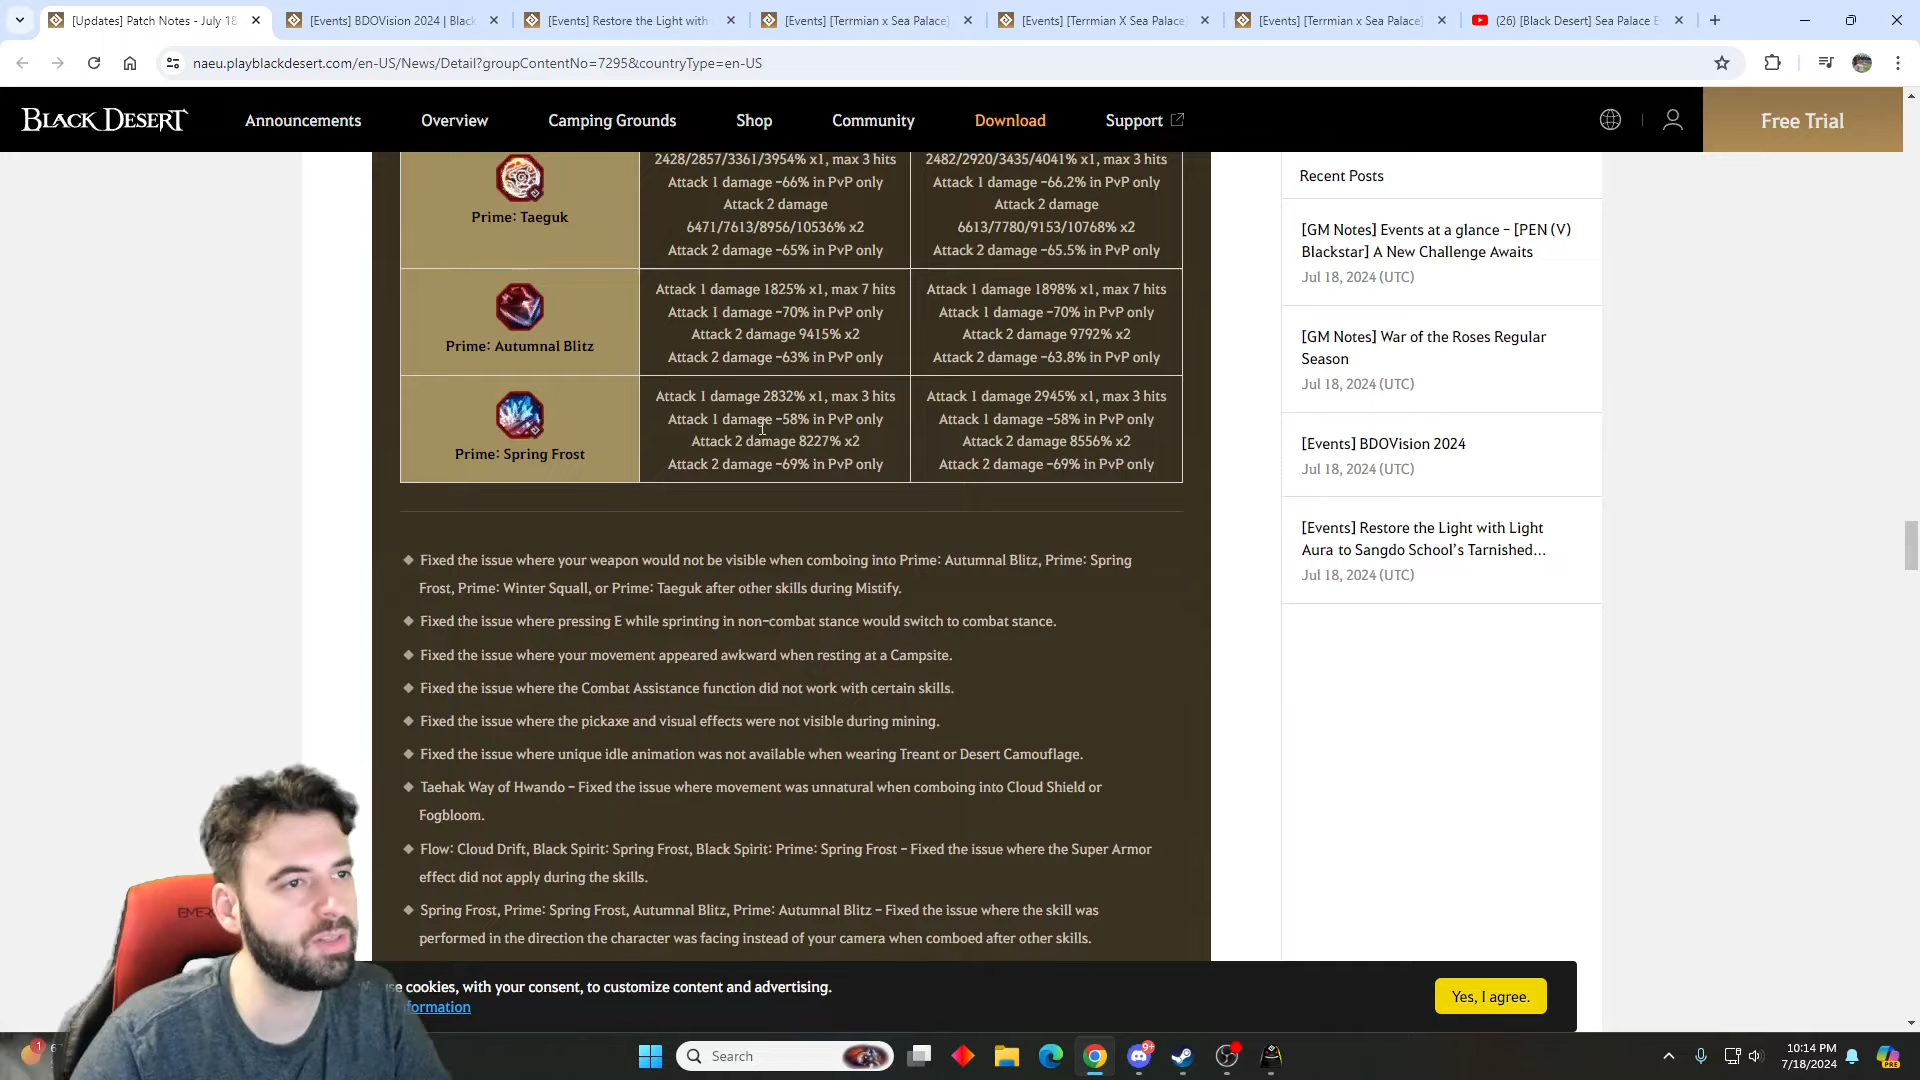 [Updates] Patch Notes - July 18
[Events] BDOVision 2024 | Black
[Events] Restore the Light with
[Events] [Terrmian x Sea Palace]
[Events] [Terrmian X Sea Palace]
[Events] [Terrmian x Sea Palace]
(26) [Black Desert] Sea Palace E
naeu.playblackdesert.com/en-US/News/Detail?groupContentNo=7295&countryType=en-US
BLACK DESERT
Announcements
Overview
Camping Grounds
Shop
Community
Download
Support
Free Trial
Prime: Taeguk
2428/2857/3361/3954% x1, max 3 hits
Attack 1 damage -66% in PvP only
Attack 2 damage
6471/7613/8956/10536% x2
Attack 2 damage -65% in PvP only
2482/2920/3435/4041% x1, max 3 hits
Attack 1 damage -66.2% in PvP only
Attack 2 damage
6613/7780/9153/10768% x2
Attack 2 damage -65.5% in PvP only
Prime: Autumnal Blitz
Attack 1 damage 1825% x1, max 7 hits
Attack 1 damage -70% in PvP only
Attack 2 damage 9415% x2
Attack 2 damage -63% in PvP only
Attack 1 damage 1898% x1, max 7 hits
Attack 1 damage -70% in PvP only
Attack 2 damage 9792% x2
Attack 2 damage -63.8% in PvP only
Prime: Spring Frost
Attack 1 damage 2832% x1, max 3 hits
Attack 1 damage -58% in PvP only
Attack 2 damage 8227% x2
Attack 2 damage -69% in PvP only
Attack 1 damage 2945% x1, max 3 hits
Attack 1 damage -58% in PvP only
Attack 2 damage 8556% x2
Attack 2 damage -69% in PvP only
◆ Fixed the issue where your weapon would not be visible when comboing into Prime: Autumnal Blitz, Prime: Spring
Frost, Prime: Winter Squall, or Prime: Taeguk after other skills during Mistify.
◆ Fixed the issue where pressing E while sprinting in non-combat stance would switch to combat stance.
◆ Fixed the issue where your movement appeared awkward when resting at a Campsite.
◆ Fixed the issue where the Combat Assistance function did not work with certain skills.
◆ Fixed the issue where the pickaxe and visual effects were not visible during mining.
◆ Fixed the issue where unique idle animation was not available when wearing Treant or Desert Camouflage.
◆ Taehak Way of Hwando - Fixed the issue where movement was unnatural when comboing into Cloud Shield or
Fogbloom.
◆ Flow: Cloud Drift, Black Spirit: Spring Frost, Black Spirit: Prime: Spring Frost - Fixed the issue where the Super Armor
effect did not apply during the skills.
◆ Spring Frost, Prime: Spring Frost, Autumnal Blitz, Prime: Autumnal Blitz - Fixed the issue where the skill was
performed in the direction the character was facing instead of your camera when comboed after other skills.
Recent Posts
[GM Notes] Events at a glance - [PEN (V)
Blackstar] A New Challenge Awaits
Jul 18, 2024 (UTC)
[GM Notes] War of the Roses Regular
Season
Jul 18, 2024 (UTC)
[Events] BDOVision 2024
Jul 18, 2024 (UTC)
[Events] Restore the Light with Light
Aura to Sangdo School's Tarnished...
Jul 18, 2024 (UTC)
cookies, with your consent, to customize content and advertising.
Yes, I agree.
Search
9+
10:14 PM
7/18/2024
PRE
1